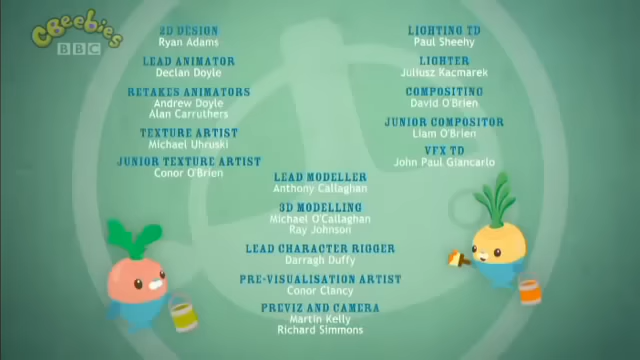 CBeebies
BBC
2D DESIGN
Ryan Adams
LEAD ANIMATOR
Declan Doyle
RETAKES ANIMATORS
Andrew Doyle
Alan Carruthers
TEXTURE ARTIST
Michael Uhruski
JUNIOR TEXTURE ARTIST
Conor O'Brien
LIGHTING TD
Paul Sheehy
LIGHTER
Juliusz Kacmarek
COMPOSITING
David O'Brien
JUNIOR COMPOSITOR
Liam O'Brien
VFX TD
John Paul Giancarlo
LEAD MODELLER
Anthony Callaghan
3D MODELLING
Michael O'Callaghan
Ray Johnson
LEAD CHARACTER RIGGER
Darragh Duffy
PRE-VISUALISATION ARTIST
Conor Clancy
PREVIZ AND CAMERA
Martin Kelly
Richard Simmons